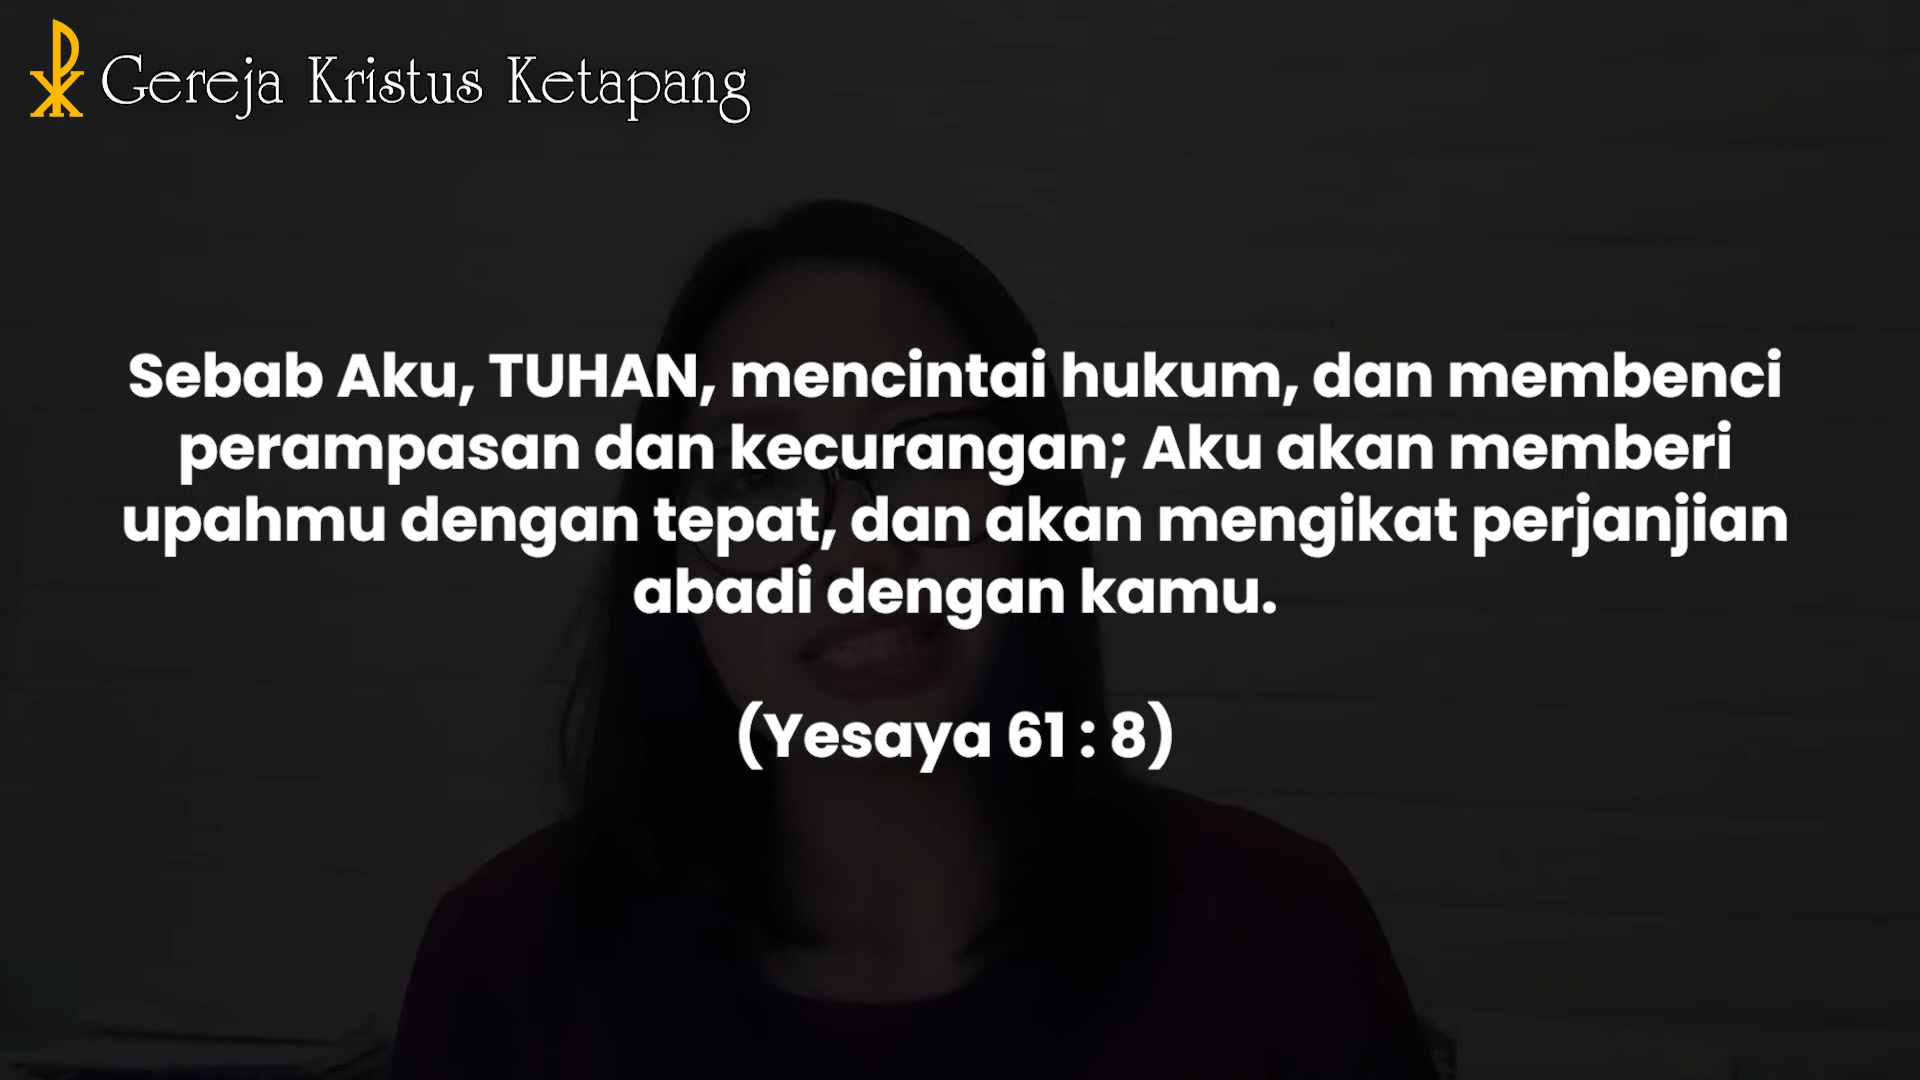 Gereja Kristus Ketapang
Sebab Aku, TUHAN, mencintai hukum, dan membenci
perampasan dan kecurangan; Aku akan memberi
upahmu dengan tepat, dan akan mengikat perjanjian
abadi dengan kamu.
(Yesaya 61 : 8)